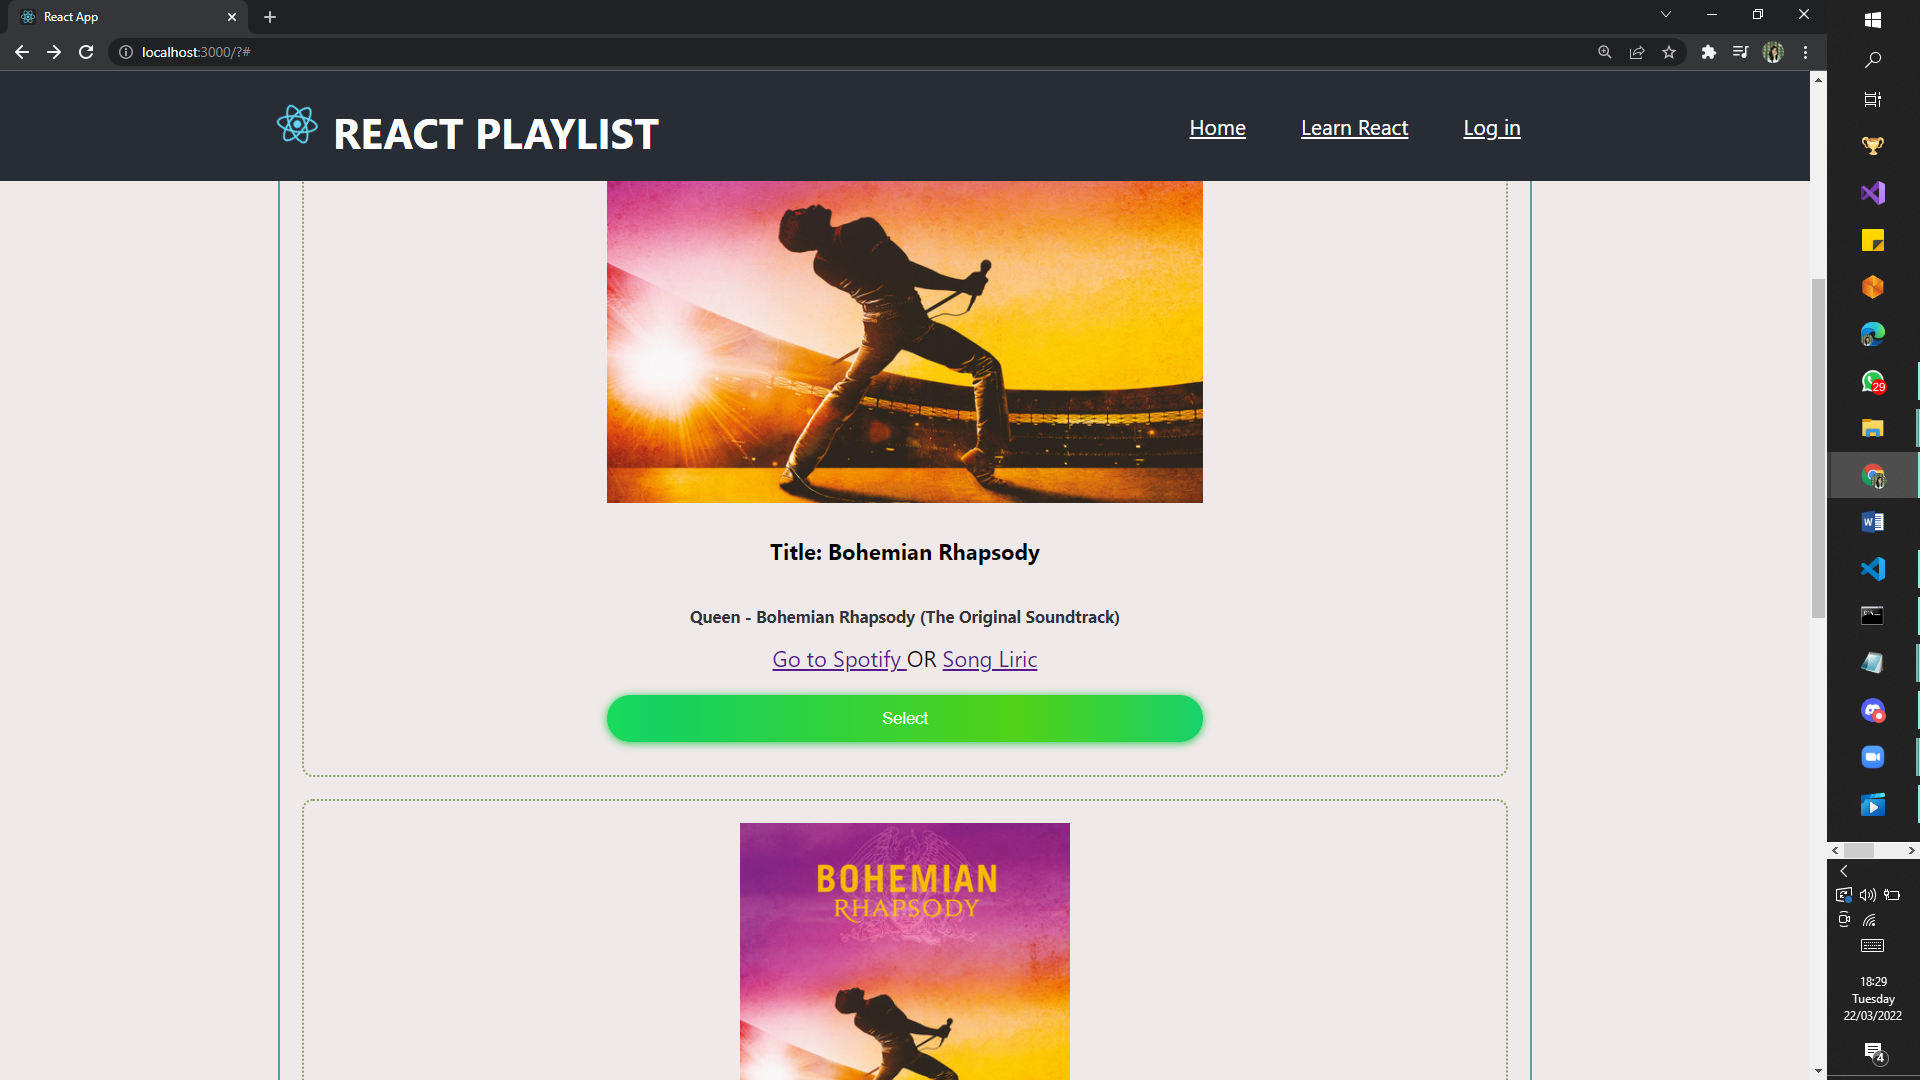 React App
localhost:3000/?#
REACT PLAYLIST
Home
Learn React
Log in
Title: Bohemian Rhapsody
Queen - Bohemian Rhapsody (The Original Soundtrack)
Go to Spotify OR Song Liric
Select
BOHEMIAN
RHAPSODY
29
18:29
Tuesday
22/03/2022
4